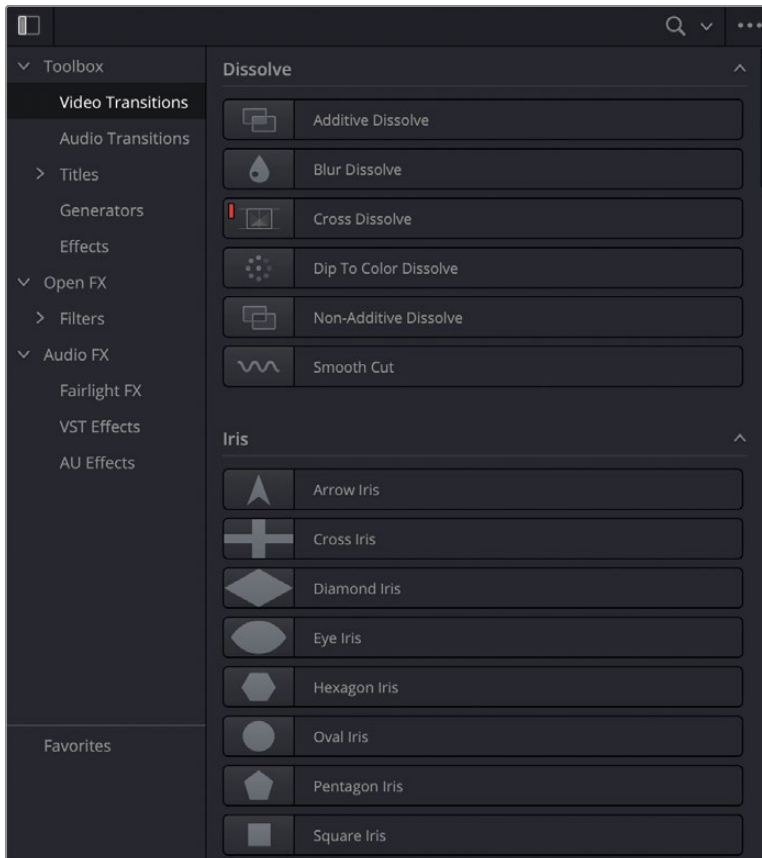 Toolbox
Video Transitions
Audio Transitions
Titles
Generators
Effects
Open FX
Filters
Audio FX
Fairlight FX
VST Effects
AU Effects
Favorites
Dissolve
Additive Dissolve
Blur Dissolve
Cross Dissolve
Dip To Color Dissolve
Non-Additive Dissolve
Smooth Cut
Iris
Arrow Iris
Cross Iris
Diamond Iris
Eye Iris
Hexagon Iris
Oval Iris
Pentagon Iris
Square Iris